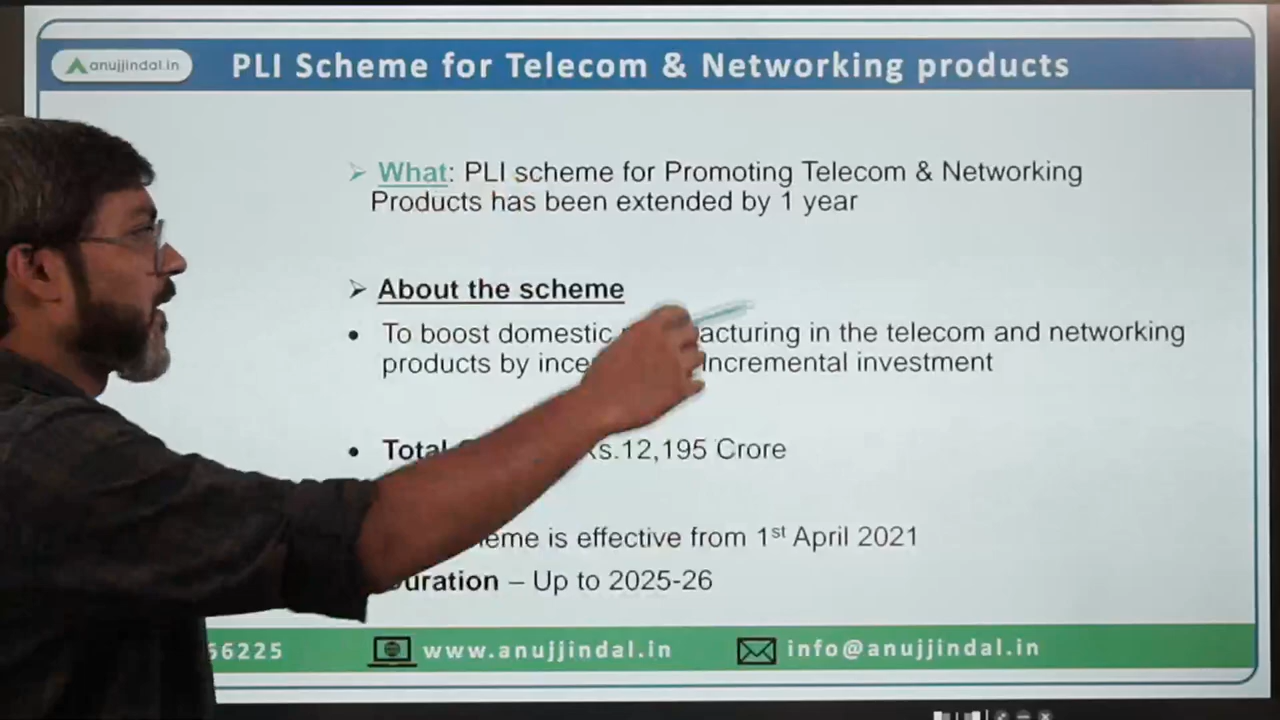 anujjindal.in
PLI Scheme for Telecom & Networking products
➢ What: PLI scheme for Promoting Telecom & Networking
Products has been extended by 1 year
➢ About the scheme
• To boost domestic acturing in the telecom and networking
products by ince incremental investment
• Total Rs.12,195 Crore
eme is effective from 1st April 2021
Duration – Up to 2025-26
56225 www.anujjindal.in info@anujjindal.in